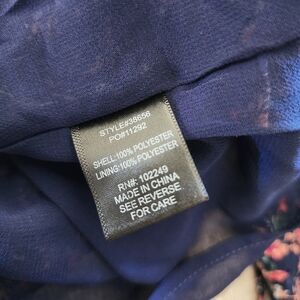 STYLE#38656
PO#11292
SHELL:100% POLYESTER
LINING:100% POLYESTER
RN#: 102249
MADE IN CHINA
SEE REVERSE
FOR CARE